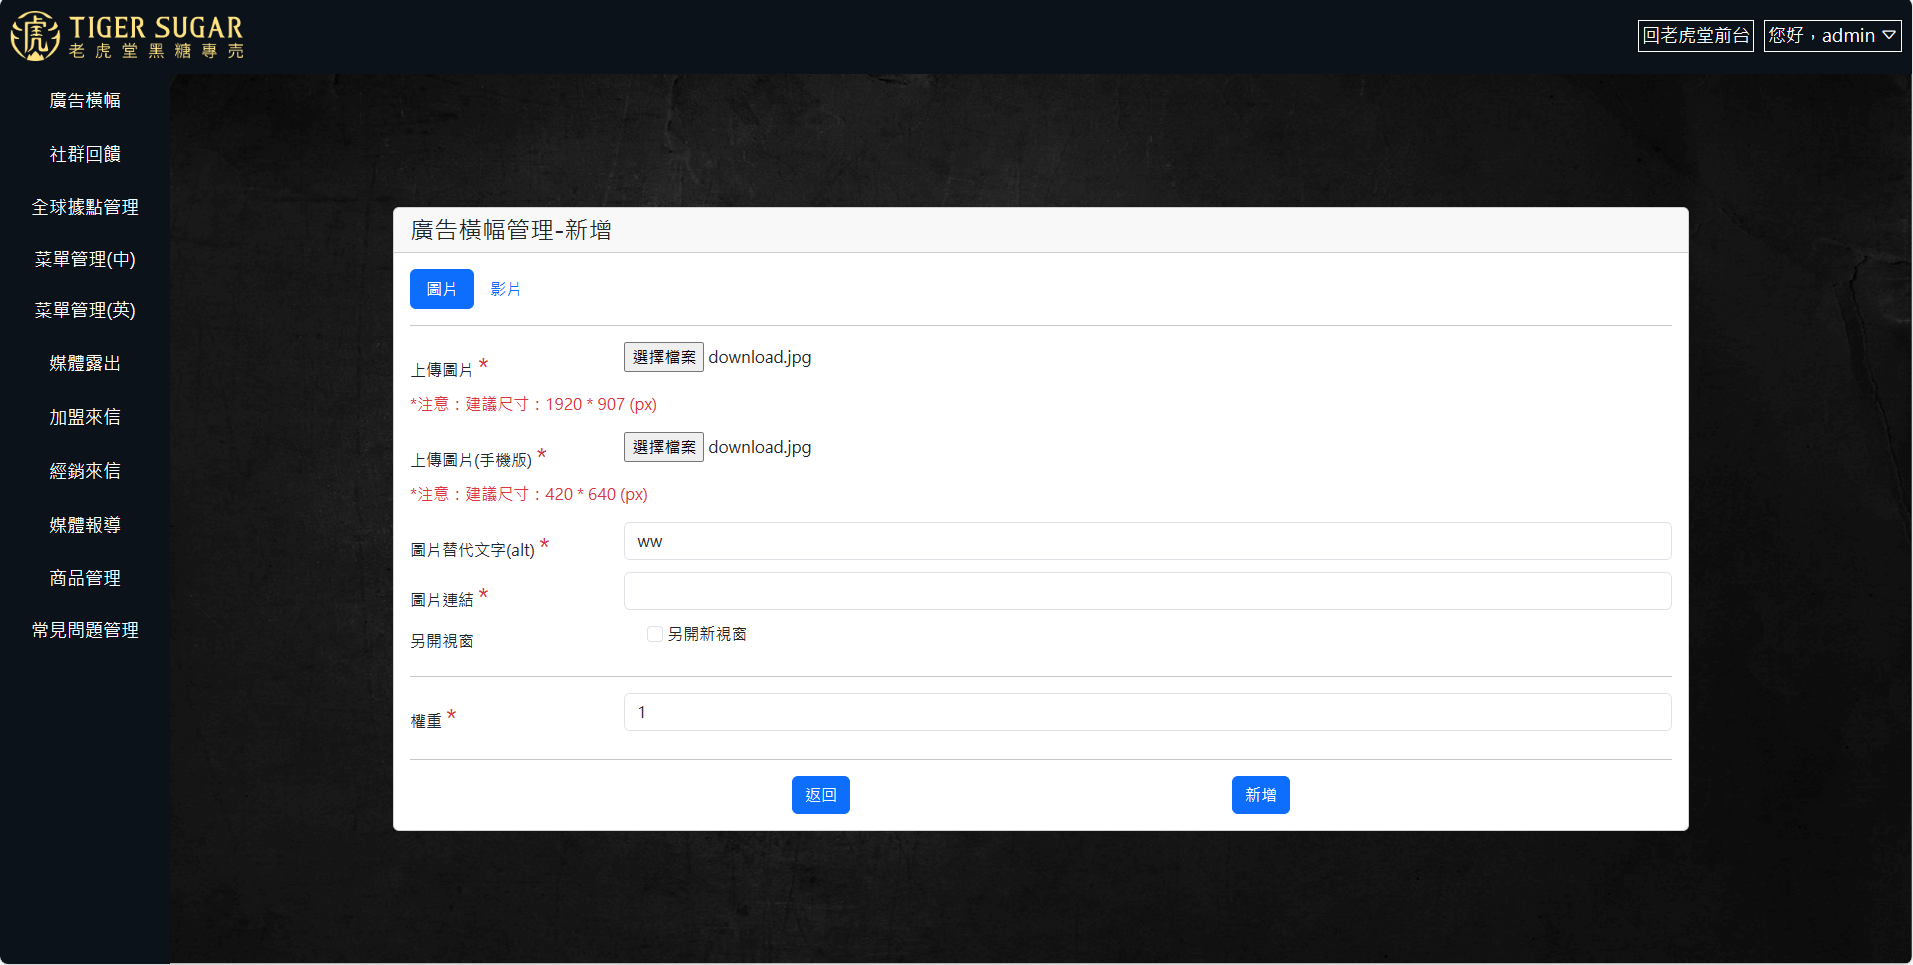 虎 TIGER SUGAR
老虎堂黑糖專売
回老虎堂前台
您好，admin
廣告橫幅
社群回饋
全球據點管理
菜單管理(中)
菜單管理(英)
媒體露出
加盟來信
經銷來信
媒體報導
商品管理
常見問題管理
廣告橫幅管理-新增
圖片 影片
上傳圖片 * 選擇檔案 download.jpg
*注意：建議尺寸：1920 * 907 (px)
上傳圖片(手機版) * 選擇檔案 download.jpg
*注意：建議尺寸：420 * 640 (px)
圖片替代文字(alt) * ww
圖片連結 *
另開視窗 另開新視窗
權重 * 1
返回 新增